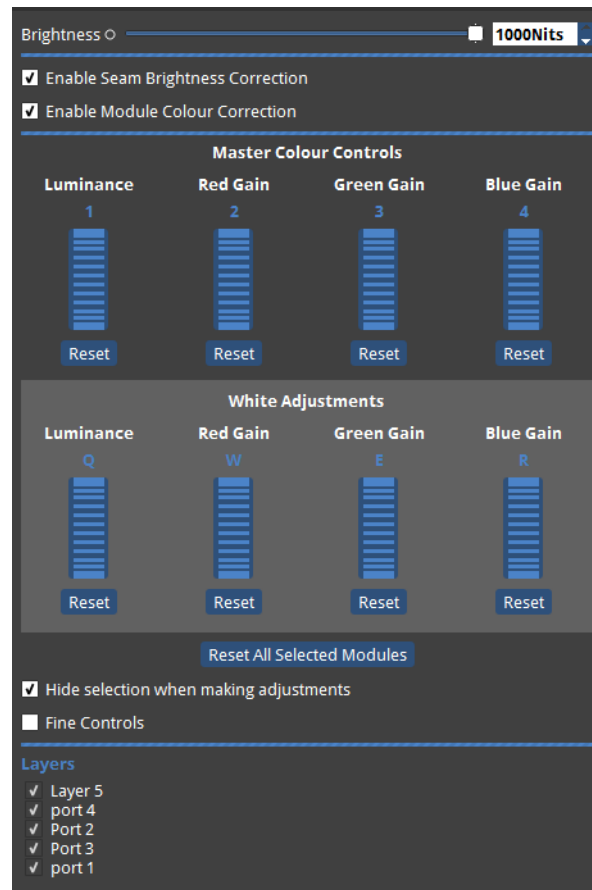 Brightness 1000Nits
Enable Seam Brightness Correction
Enable Module Colour Correction
Master Colour Controls
Luminance Red Gain Green Gain Blue Gain
1 2 3 4
Reset Reset Reset Reset
White Adjustments
Luminance Red Gain Green Gain Blue Gain
Q W E R
Reset Reset Reset Reset
Reset All Selected Modules
Hide selection when making adjustments
Fine Controls
Layers
Layer 5
port 4
Port 2
Port 3
port 1